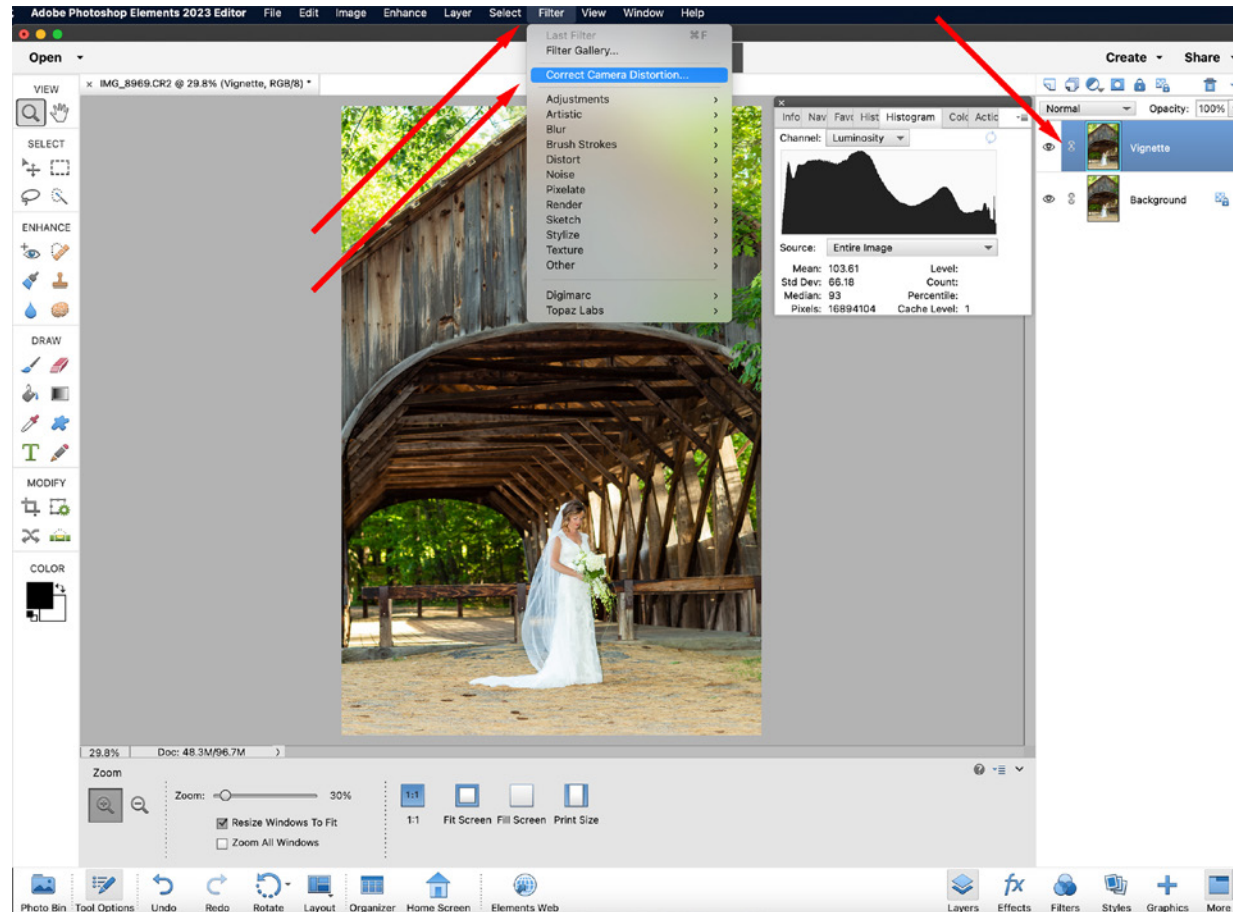 Adobe Photoshop Elements 2023 Editor File Edit Image Enhance Layer Select Filter View Window Help
Open
Create Share
× IMG_8969.CR2 @ 29.8% (Vignette, RGB/8) *
Last Filter ⌘F
Filter Gallery...
Correct Camera Distortion...
Adjustments
Artistic
Blur
Brush Strokes
Distort
Noise
Pixelate
Render
Sketch
Stylize
Texture
Other
Digimarc
Topaz Labs
VIEW
SELECT
ENHANCE
DRAW
T
MODIFY
COLOR
Info Nav Hist Histogram Actic
Channel: Luminosity
Source: Entire Image
Mean: 103.61 Level:
Std Dev: 66.18 Count:
Median: 93 Percentile:
Pixels: 16894104 Cache Level: 1
Normal Opacity: 100%
Vignette
Background
29.8% Doc: 48.3M/96.7M
Zoom
Zoom: 30%
Resize Windows To Fit
Zoom All Windows
1:1
1:1 Fit Screen Fill Screen Print Size
Photo Bin Tool Options Undo Redo Rotate Layout Organizer Home Screen Elements Web
fx
Layers Effects Filters Styles Graphics More